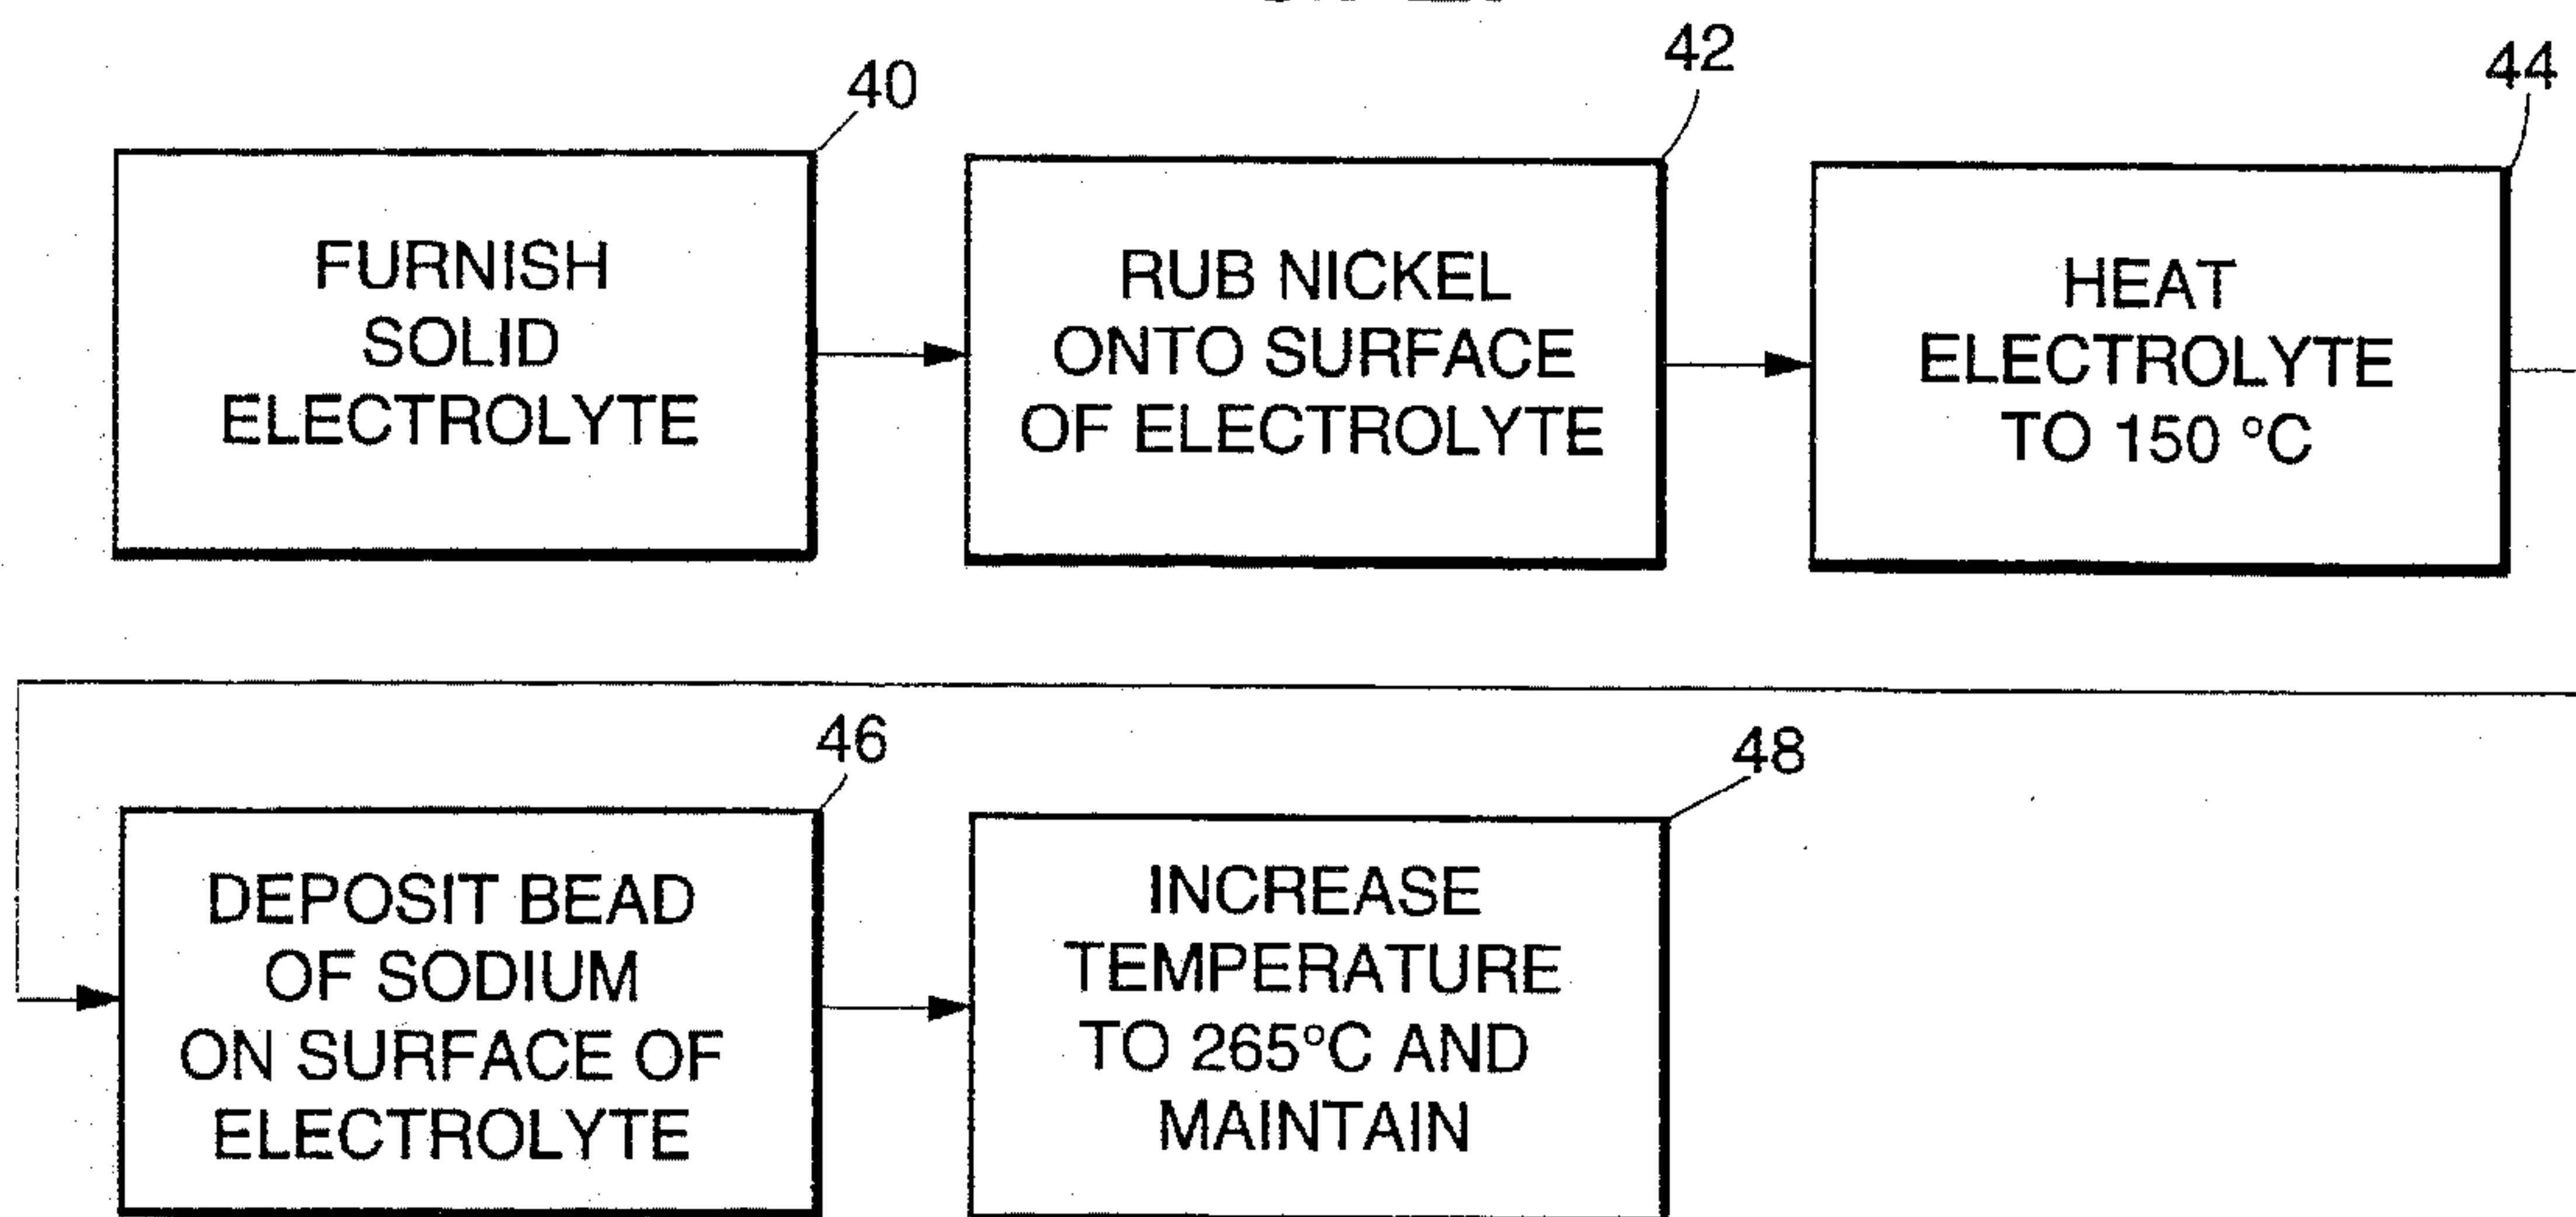 40
42
44
FURNISH
SOLID
ELECTROLYTE
RUB NICKEL
ONTO SURFACE
OF ELECTROLYTE
HEAT
ELECTROLYTE
TO 150 °C
46
48
DEPOSIT BEAD
OF SODIUM
ON SURFACE OF
ELECTROLYTE
INCREASE
TEMPERATURE
TO 265°C AND
MAINTAIN